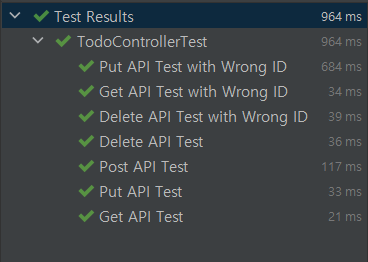 Test Results 964 ms
TodoControllerTest 964 ms
Put API Test with Wrong ID 684 ms
Get API Test with Wrong ID 34 ms
Delete API Test with Wrong ID 39 ms
Delete API Test 36 ms
Post API Test 117 ms
Put API Test 33 ms
Get API Test 21 ms